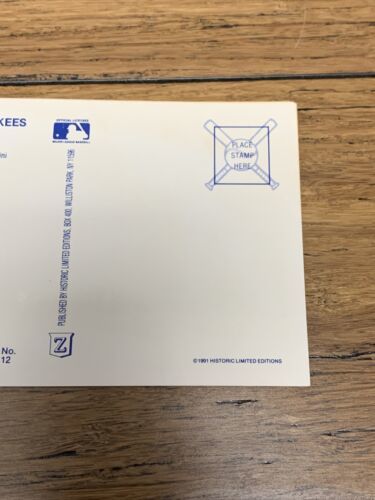 KEES
ini
No.
12
OFFICIAL LICENSEE
MAJOR LEAGUE BASEBALL
PUBLISHED BY HISTORIC LIMITED EDITIONS, BOX 400, WILLISTON PARK, NY 11596
Z
PLACE
STAMP
HERE
©1991 HISTORIC LIMITED EDITIONS